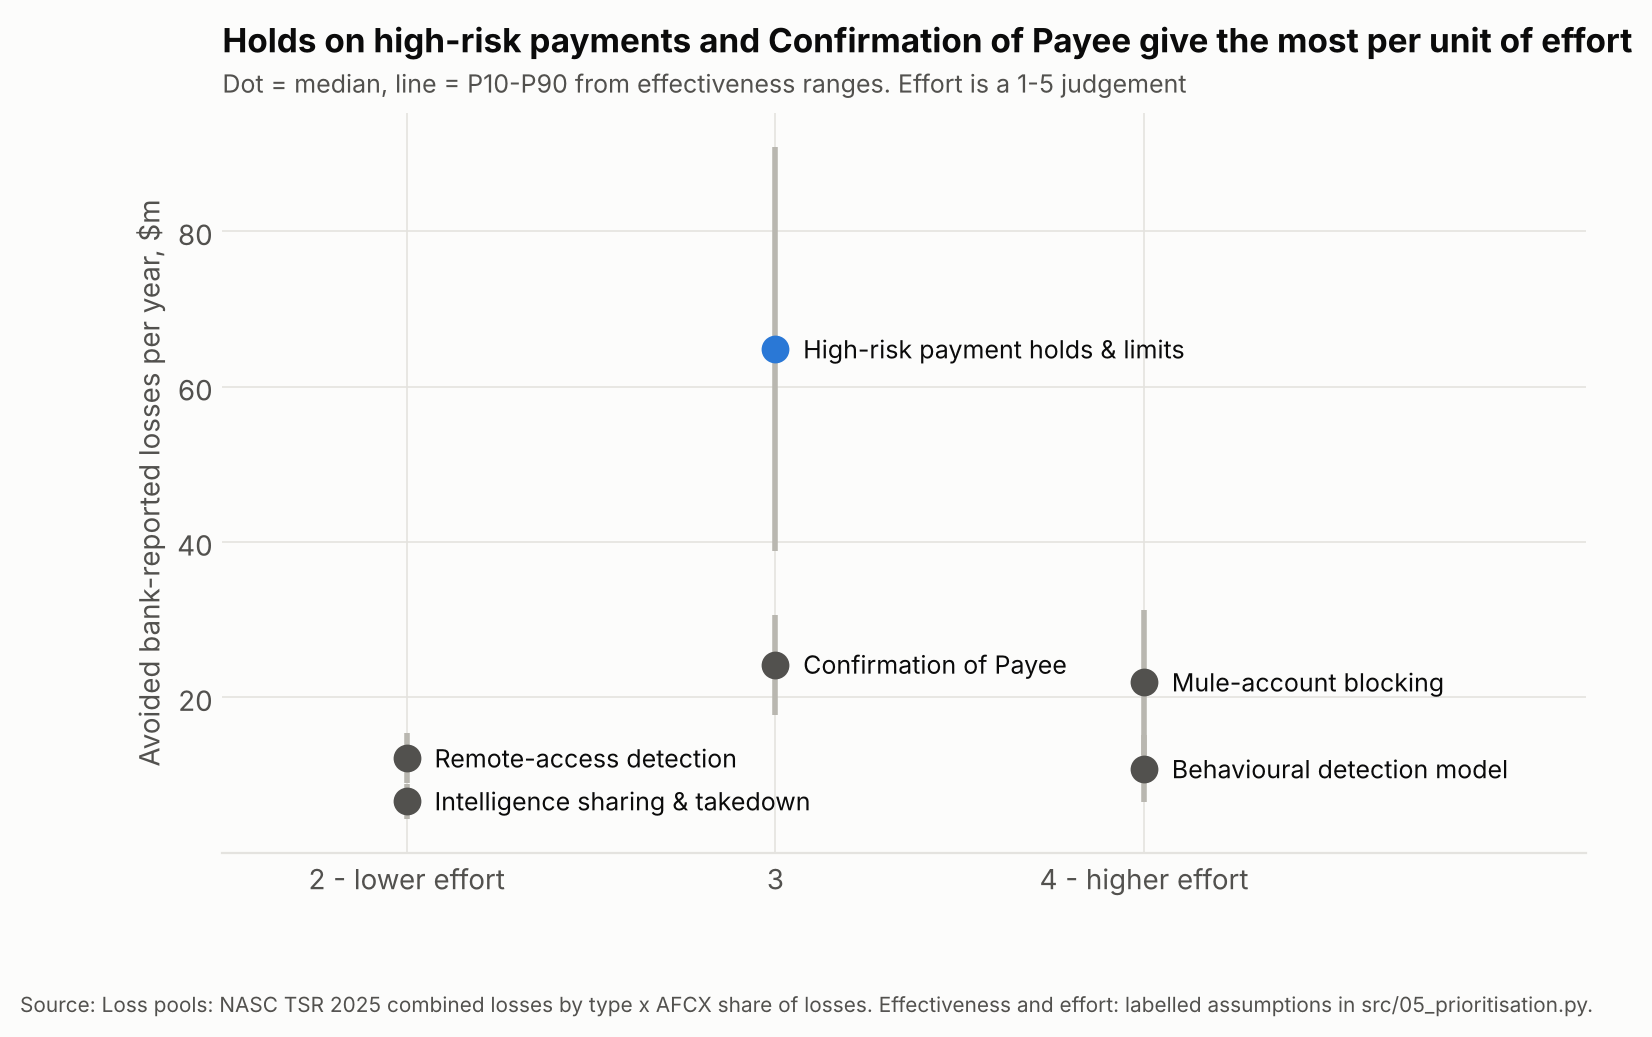 Holds on high-risk payments and Confirmation of Payee give the most per unit of effort
Dot = median, line = P10-P90 from effectiveness ranges. Effort is a 1-5 judgement
Avoided bank-reported losses per year, $m
80
60
40
20
High-risk payment holds & limits
Confirmation of Payee
Mule-account blocking
Remote-access detection
Behavioural detection model
Intelligence sharing & takedown
2 - lower effort
3
4 - higher effort
Source: Loss pools: NASC TSR 2025 combined losses by type x AFCX share of losses. Effectiveness and effort: labelled assumptions in src/05_prioritisation.py.